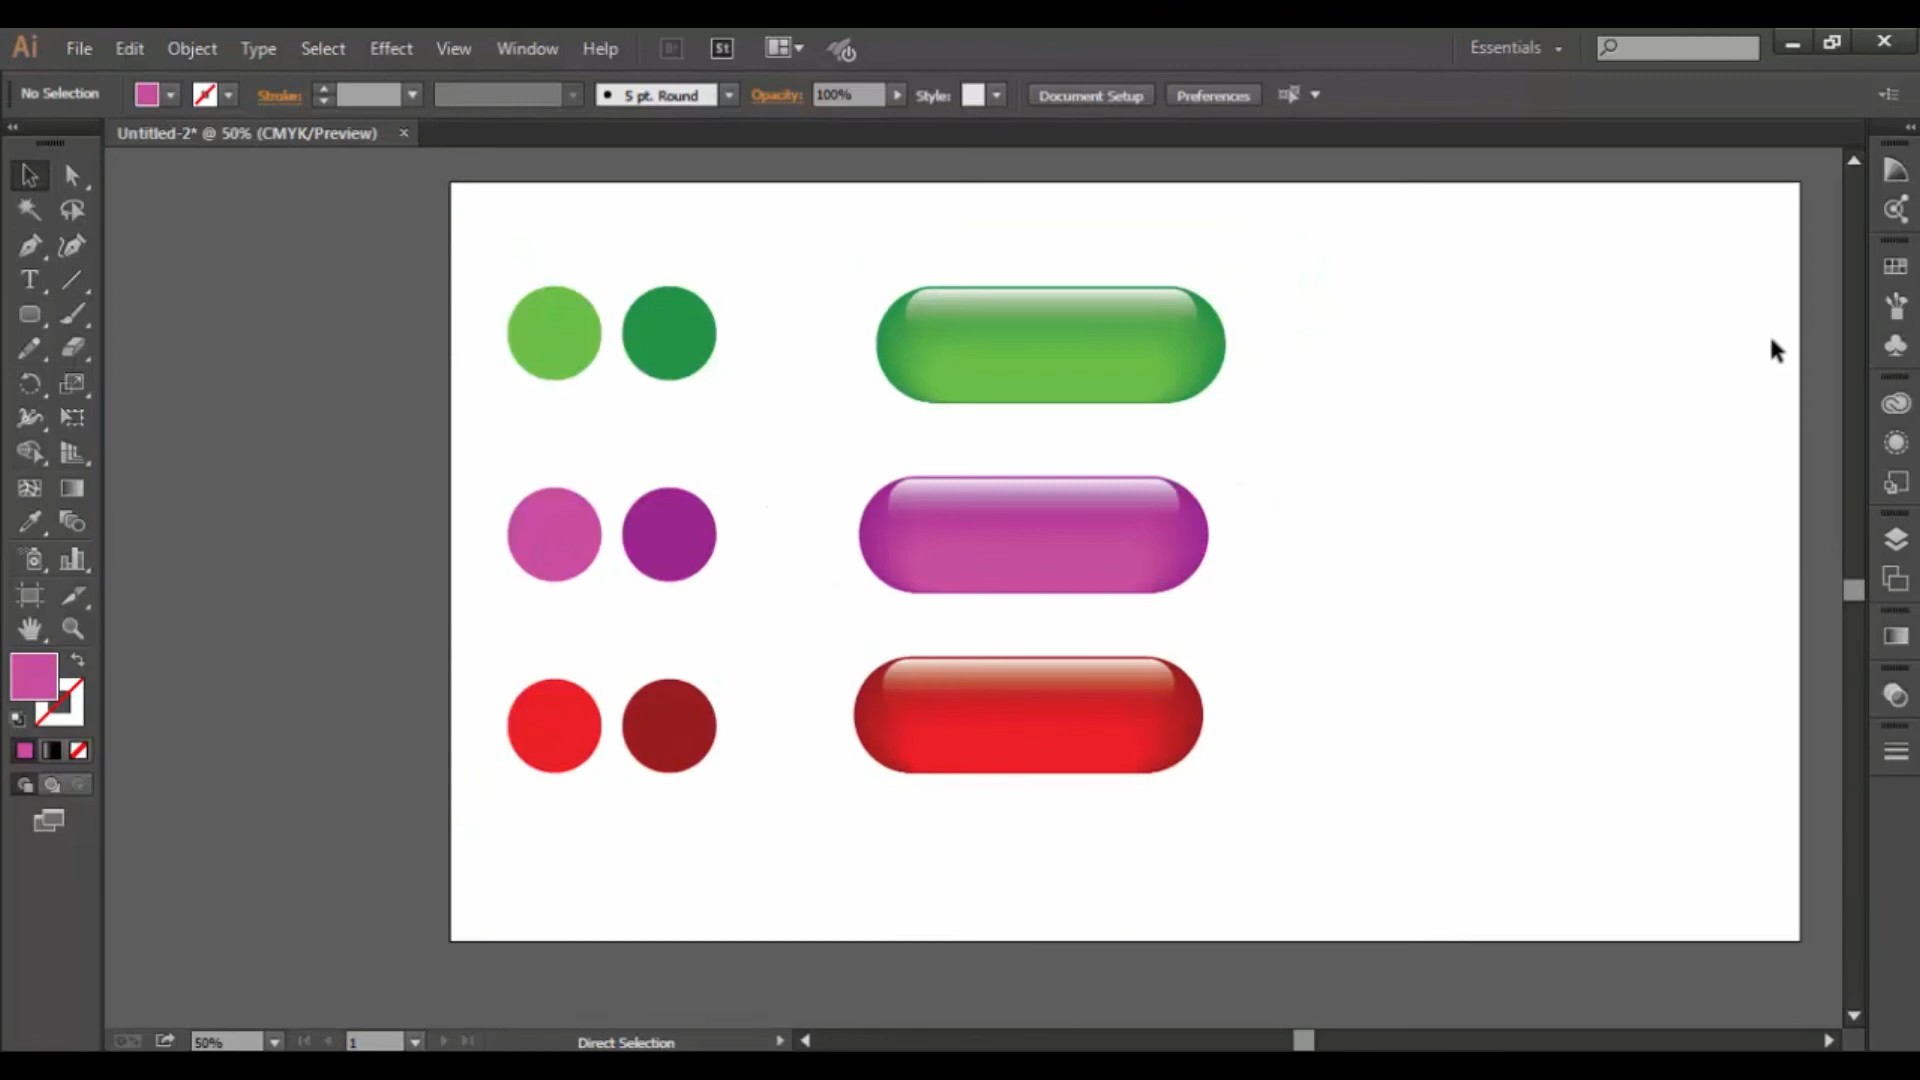 Ai File Edit Object Type Select Effect View Window Help Br St Essentials
No Selection Stroke: 5 pt. Round Opacity: 100% Style: Document Setup Preferences
Untitled-2* @ 50% (CMYK/Preview) ×
T
50% 1 Direct Selection